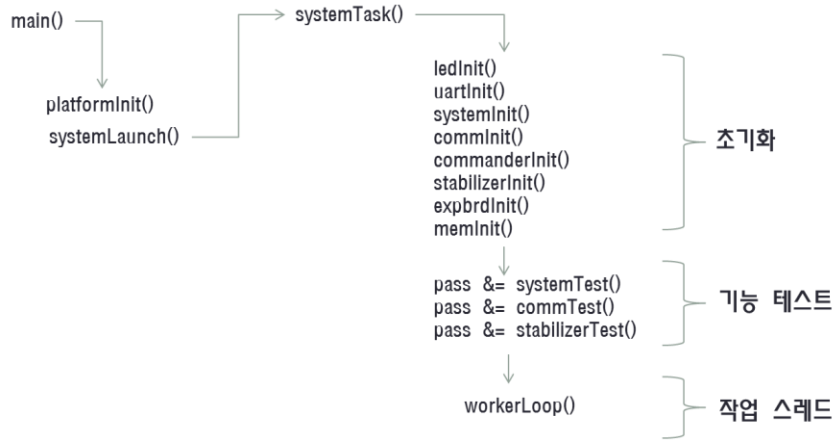 main()
systemTask()
platformInit()
systemLaunch()
ledInit()
uartInit()
systemInit()
commInit()
commanderInit()
stabilizerInit()
expbrdInit()
memInit()
초기화
pass &= systemTest()
pass &= commTest()
pass &= stabilizerTest()
기능 테스트
workerLoop()
작업 스레드